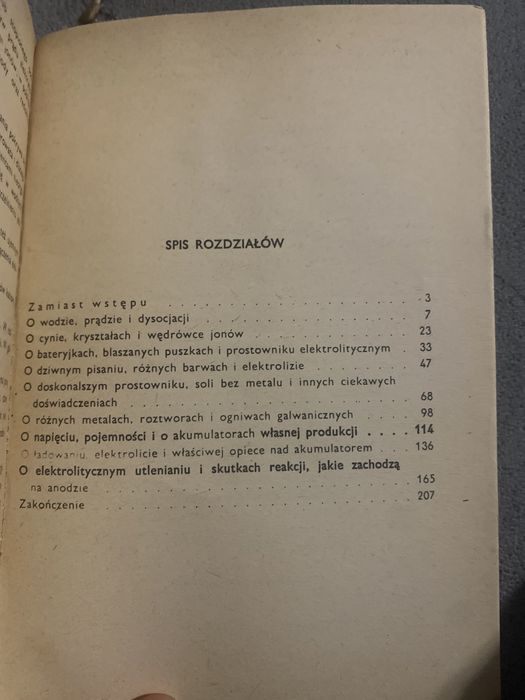 SPIS ROZDZIAŁÓW
Zamiast wstępu . . . . . . . . . . . . . . . . . . . 3
O wodzie, prądzie i dysocjacji . . . . . . . . . . . . . . . 7
O cynie, kryształach i wędrówce jonów . . . . . . . . . . . 23
O bateryjkach, blaszanych puszkach i prostowniku elektrolitycznym . 33
O dziwnym pisaniu, różnych barwach i elektrolizie . . . . . . . 47
O doskonalszym prostowniku, soli bez metalu i innych ciekawych
doświadczeniach . . . . . . . . . . . . . . . . . . . 68
O różnych metalach, roztworach i ogniwach galwanicznych . . . . . 98
O napięciu, pojemności i o akumulatorach własnej produkcji . . . . 114
O ładowaniu, elektrolicie i właściwej opiece nad akumulatorem . . . 136
O elektrolitycznym utlenianiu i skutkach reakcji, jakie zachodzą
na anodzie . . . . . . . . . . . . . . . . . . . . . 165
Zakończenie . . . . . . . . . . . . . . . . . . . . . 207